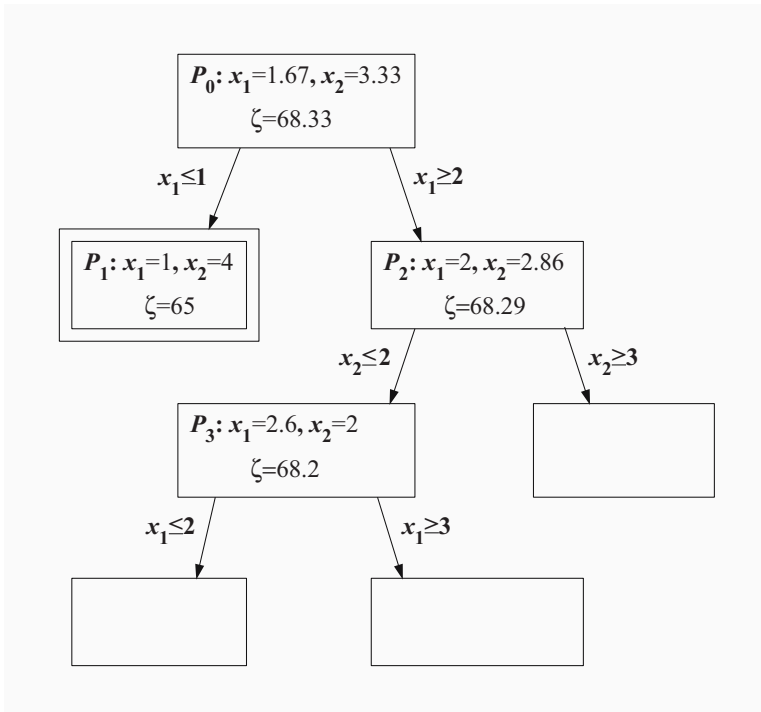 P₀: x₁=1.67, x₂=3.33
ζ=68.33
x₁≤1
x₁≥2
P₁: x₁=1, x₂=4
ζ=65
P₂: x₁=2, x₂=2.86
ζ=68.29
x₂≤2
x₂≥3
P₃: x₁=2.6, x₂=2
ζ=68.2
x₁≤2
x₁≥3